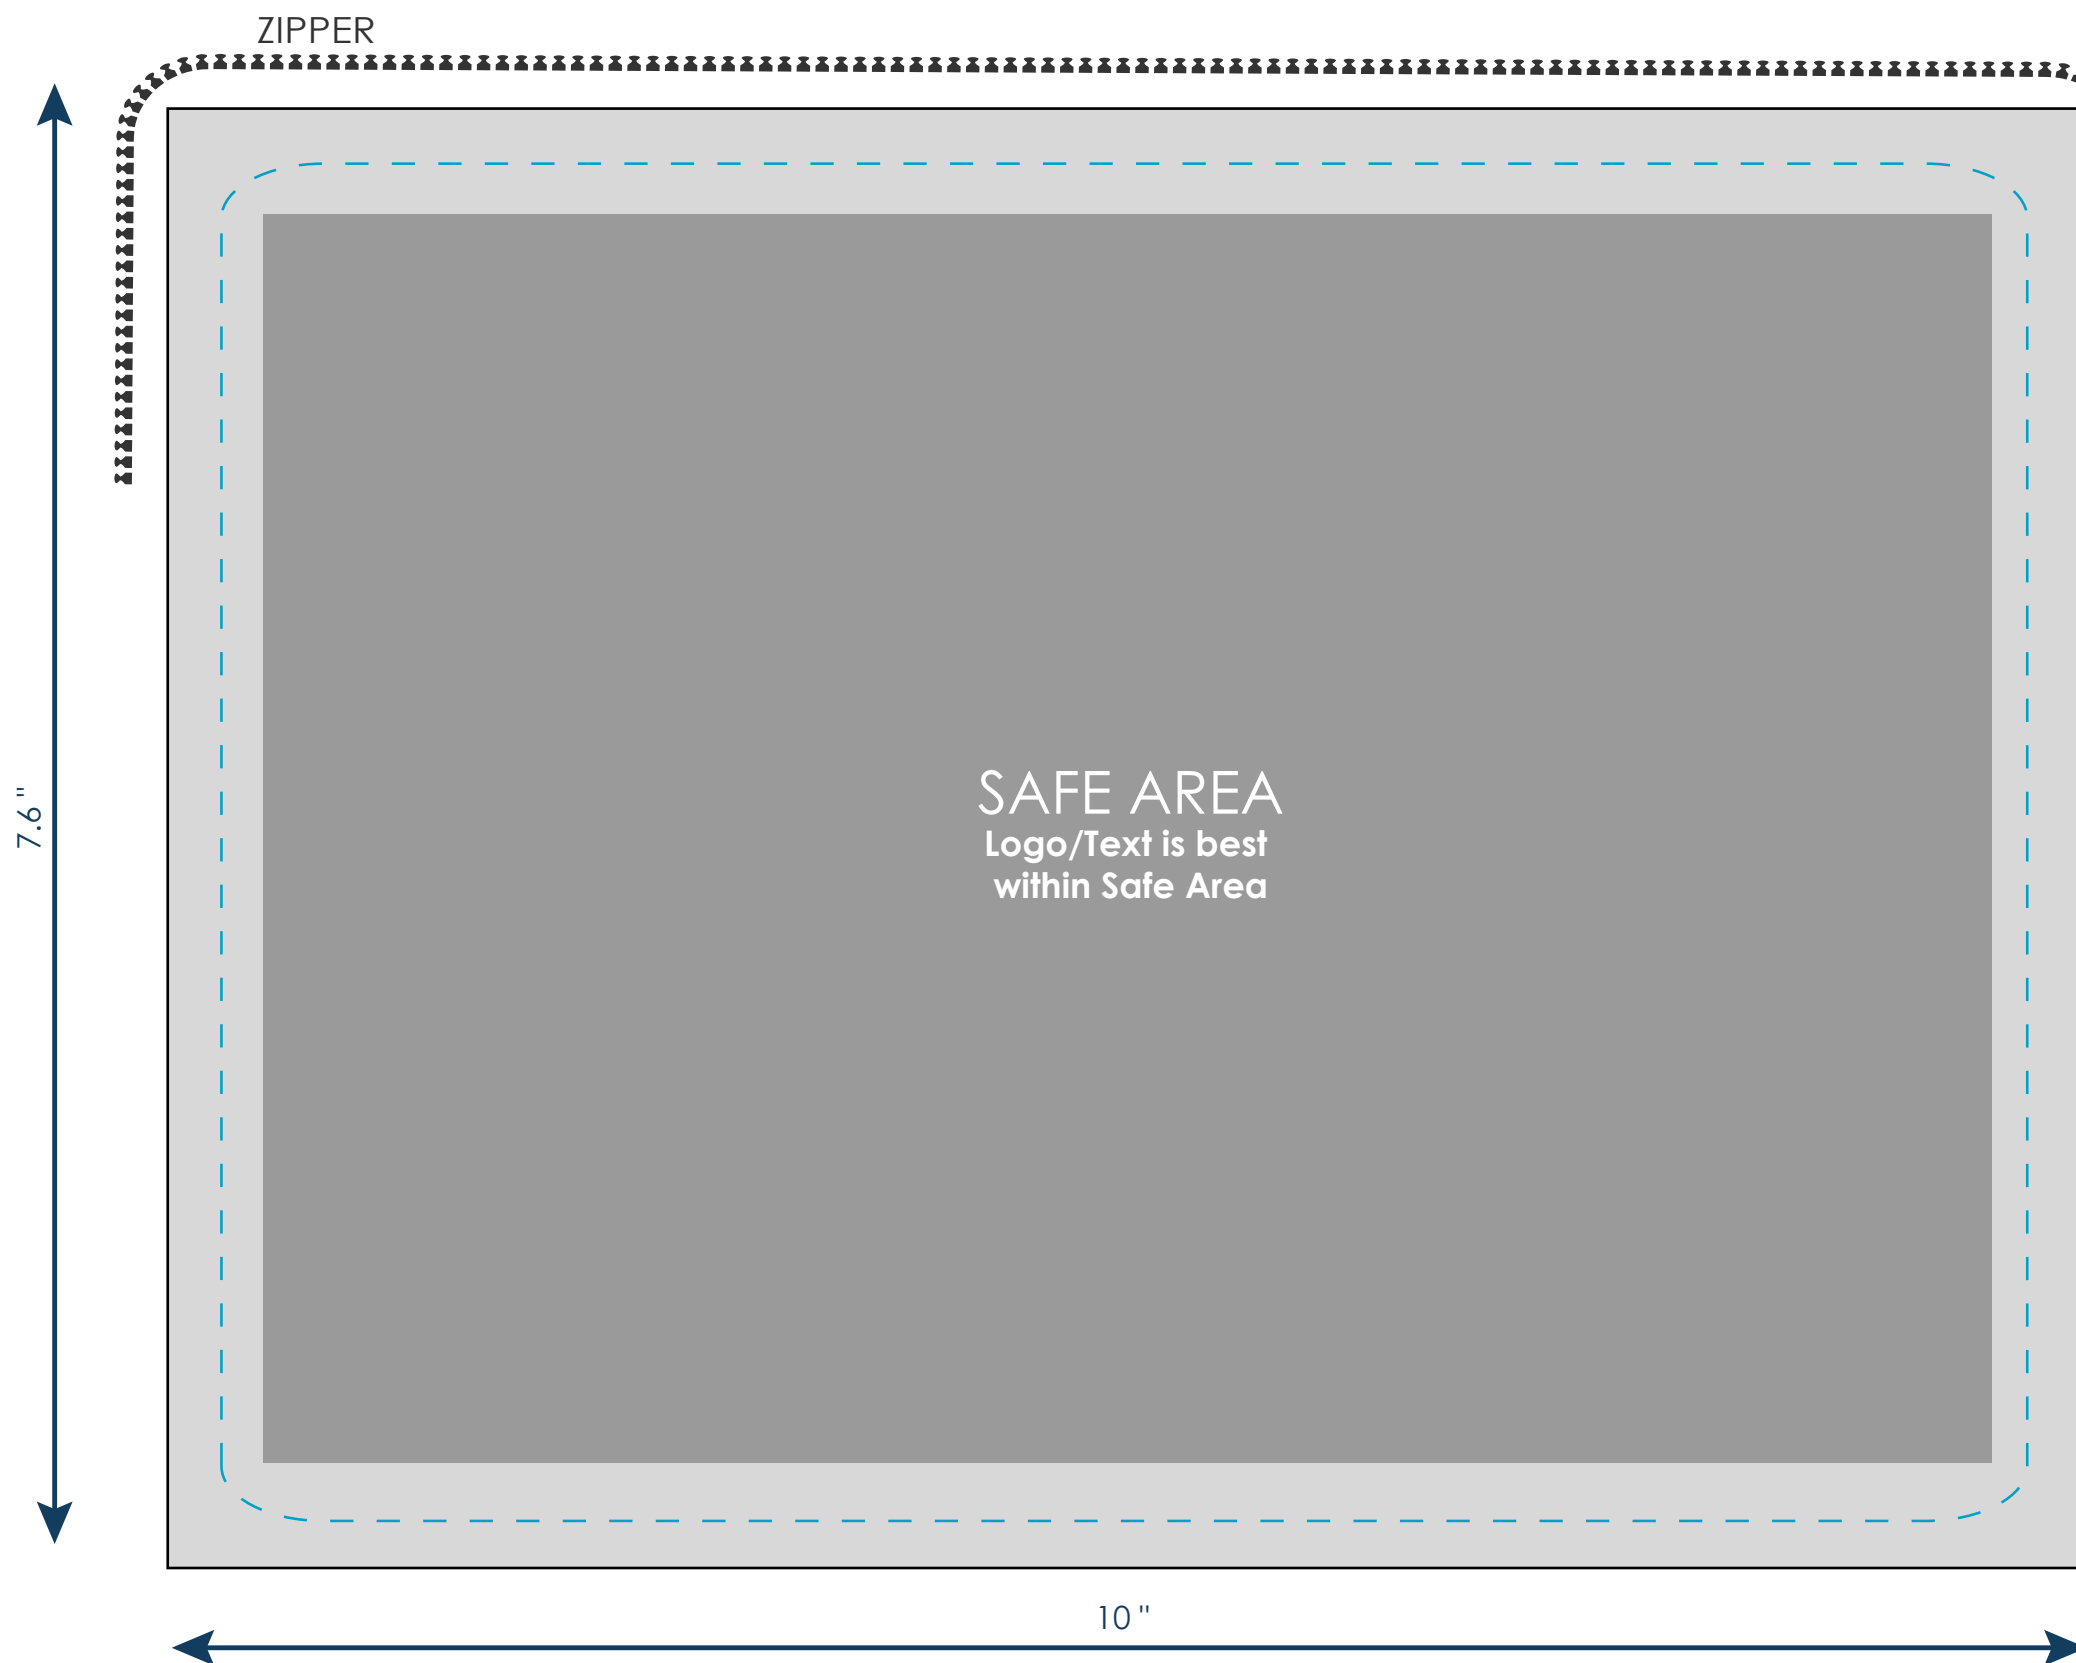 ZIPPER
7.6 "
SAFE AREA
Logo/Text is best
within Safe Area
10 "